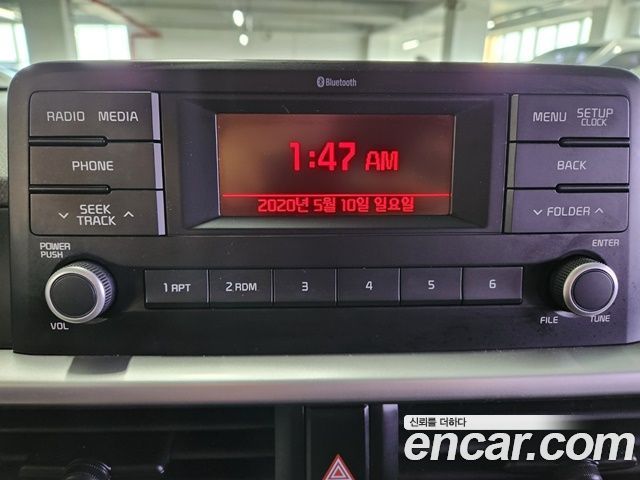 Bluetooth
RADIO MEDIA
MENU SETUP
CLOCK
1:47 AM
PHONE
BACK
SEEK
TRACK
2020년 5월 10일 일요일
FOLDER
POWER
PUSH
ENTER
1 RPT 2 RDM 3 4 5 6
VOL
FILE TUNE
신뢰를 더하다
encar.com